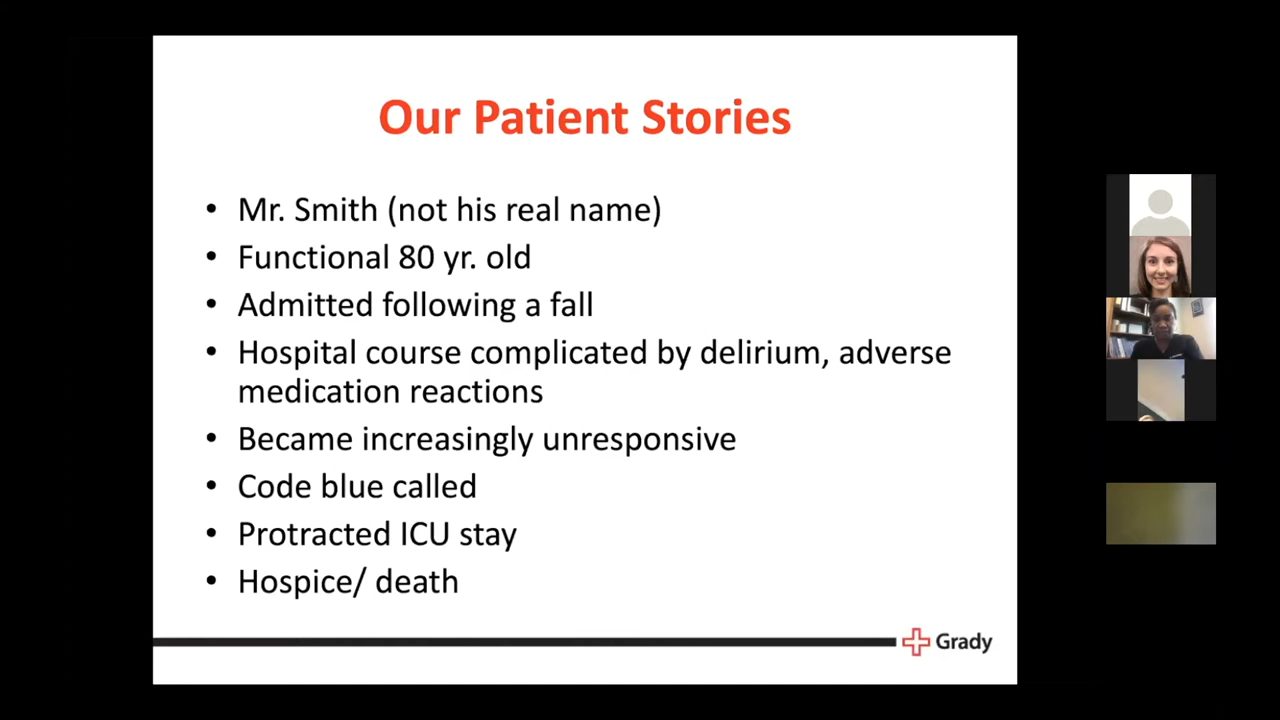 Our Patient Stories
• Mr. Smith (not his real name)
• Functional 80 yr. old
• Admitted following a fall
• Hospital course complicated by delirium, adverse
medication reactions
• Became increasingly unresponsive
• Code blue called
• Protracted ICU stay
• Hospice/ death
Grady